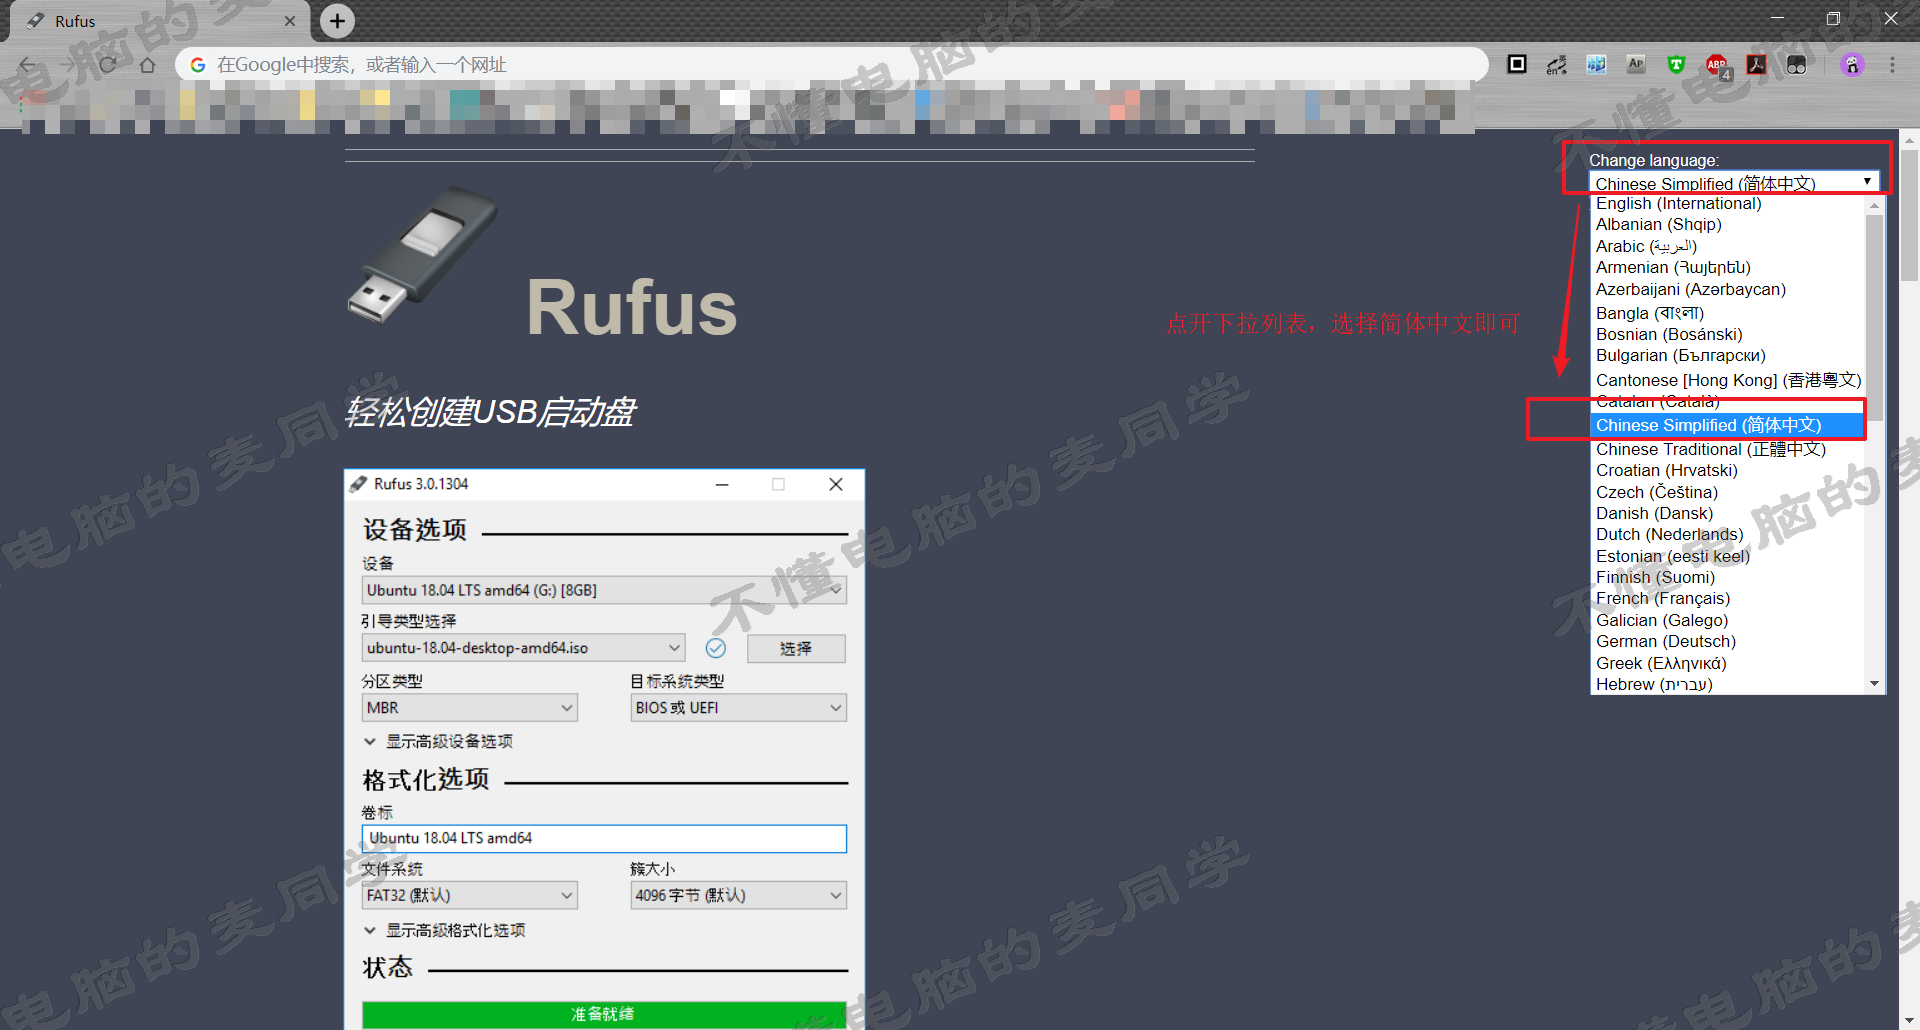 Rufus
在Google中搜索，或者输入一个网址
英
en
AP
T
ABP
4
Change language:
Chinese Simplified (简体中文)
English (International)
Albanian (Shqip)
Arabic (العربية)
Armenian (Հայերեն)
Azerbaijani (Azərbaycan)
Bangla (বাংলা)
Bosnian (Bosánski)
Bulgarian (Български)
Cantonese [Hong Kong] (香港粵文)
Catalan (Català)
Chinese Simplified (简体中文)
Chinese Traditional (正體中文)
Croatian (Hrvatski)
Czech (Čeština)
Danish (Dansk)
Dutch (Nederlands)
Estonian (eesti keel)
Finnish (Suomi)
French (Français)
Galician (Galego)
German (Deutsch)
Greek (Ελληνικά)
Hebrew (עברית)
点开下拉列表，选择简体中文即可
Rufus
轻松创建USB启动盘
Rufus 3.0.1304
设备选项
设备
Ubuntu 18.04 LTS amd64 (G:) [8GB]
引导类型选择
ubuntu-18.04-desktop-amd64.iso
选择
分区类型
目标系统类型
MBR
BIOS 或 UEFI
显示高级设备选项
格式化选项
卷标
Ubuntu 18.04 LTS amd64
文件系统
簇大小
FAT32 (默认)
4096 字节 (默认)
显示高级格式化选项
状态
准备就绪
不懂电脑的麦同学